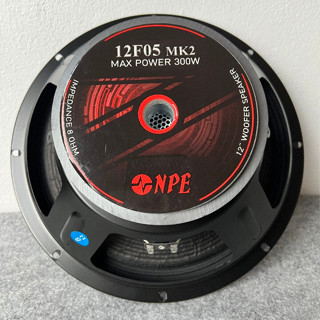 12F05 MK2
MAX POWER 300W
IMPEDANCE 8 OHM
12" WOOFER SPEAKER
NPE